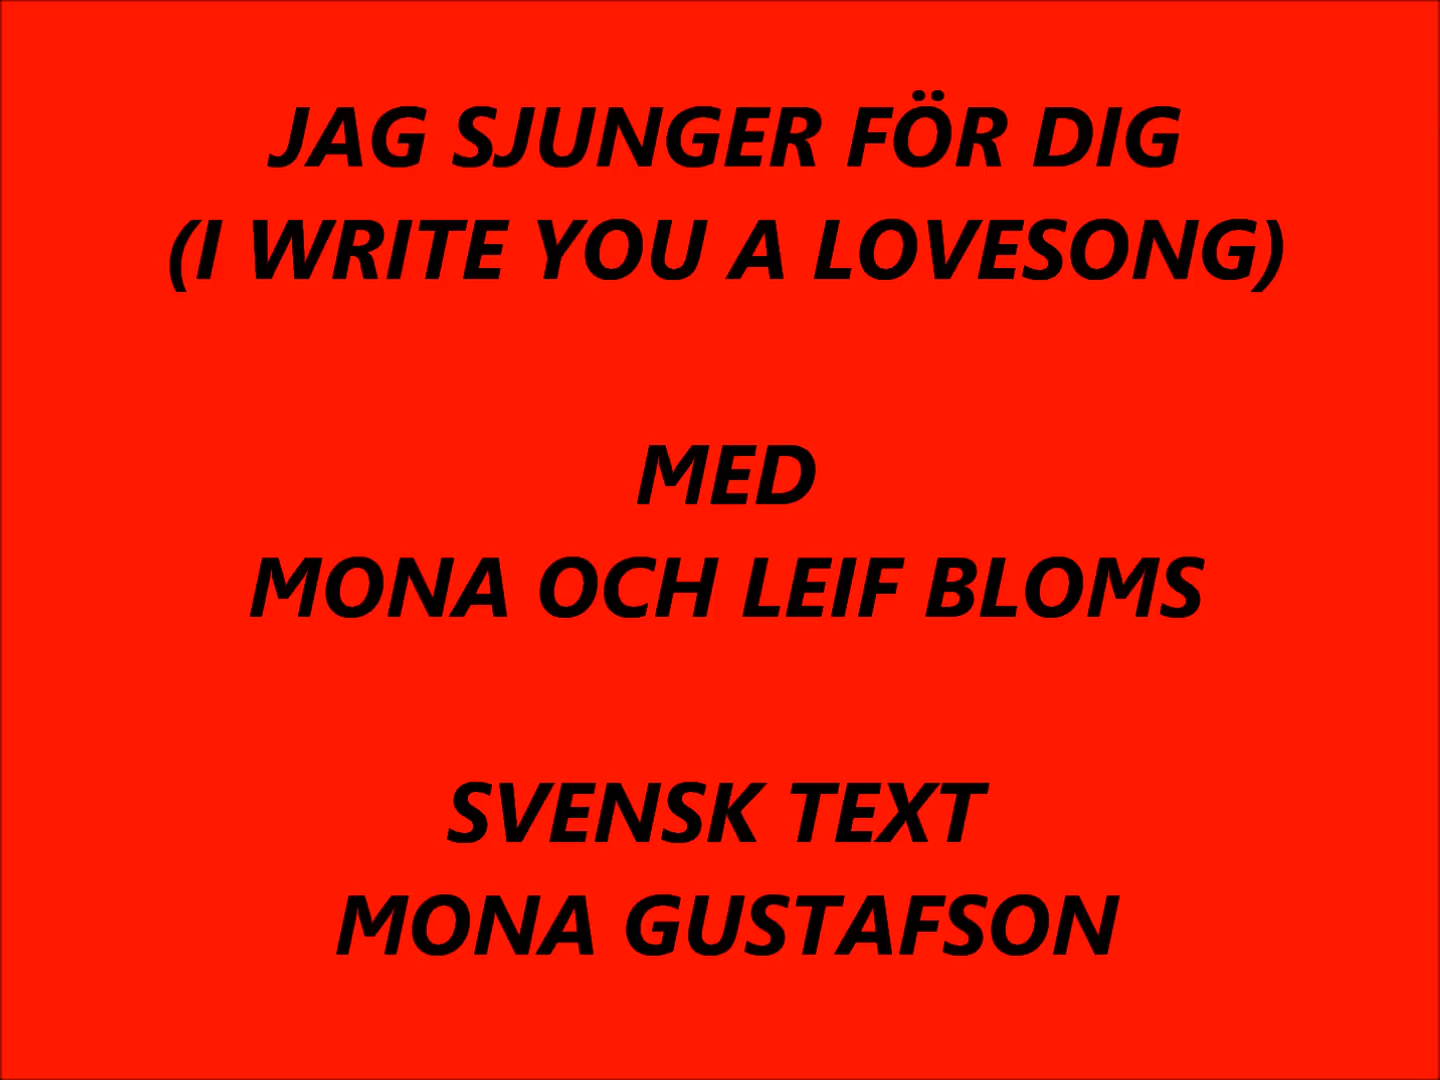 JAG SJUNGER FÖR DIG
(I WRITE YOU A LOVESONG)
MED
MONA OCH LEIF BLOMS
SVENSK TEXT
MONA GUSTAFSON